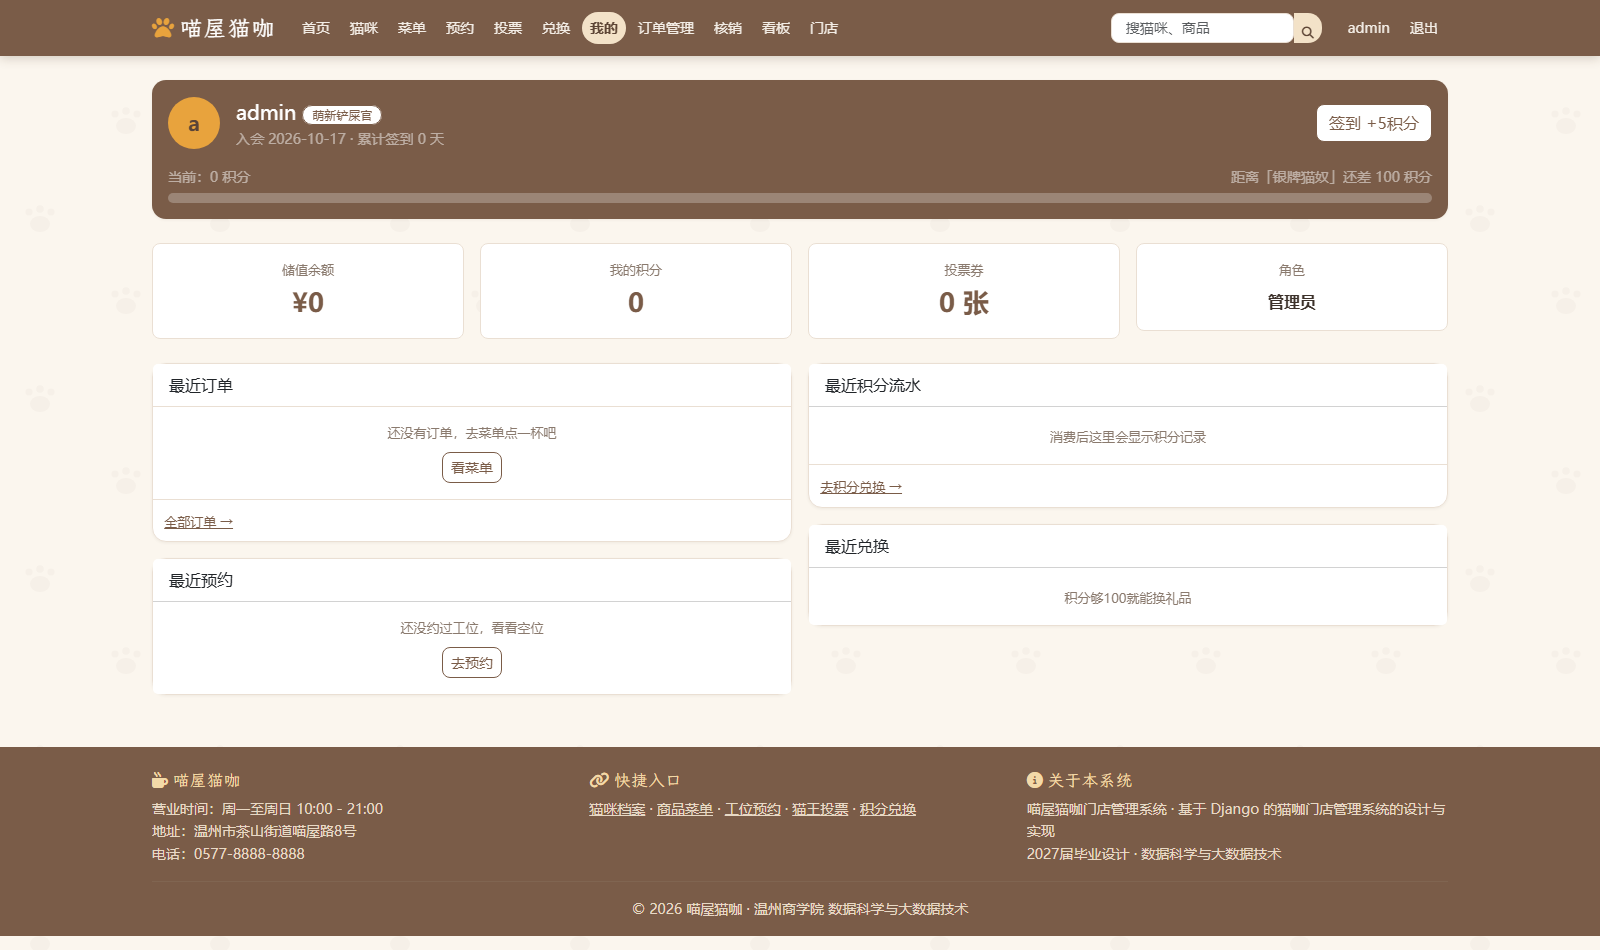 喵屋猫咖 首页 猫咪 菜单 预约 投票 兑换 我的 订单管理 核销 看板 门店 搜猫咪、商品 admin 退出
a
admin 萌新铲屎官
入会 2026-10-17 · 累计签到 0 天
签到 +5积分
当前：0 积分 距离「银牌猫奴」还差 100 积分
储值余额
¥0
我的积分
0
投票券
0 张
角色
管理员
最近订单
还没有订单，去菜单点一杯吧
看菜单
全部订单 →
最近预约
还没约过工位，看看空位
去预约
最近积分流水
消费后这里会显示积分记录
去积分兑换 →
最近兑换
积分够100就能换礼品
喵屋猫咖
营业时间：周一至周日 10:00 - 21:00
地址：温州市茶山街道喵屋路8号
电话：0577-8888-8888
快捷入口
猫咪档案 · 商品菜单 · 工位预约 · 猫王投票 · 积分兑换
关于本系统
喵屋猫咖门店管理系统 · 基于 Django 的猫咖门店管理系统的设计与
实现
2027届毕业设计 · 数据科学与大数据技术
© 2026 喵屋猫咖 · 温州商学院 数据科学与大数据技术